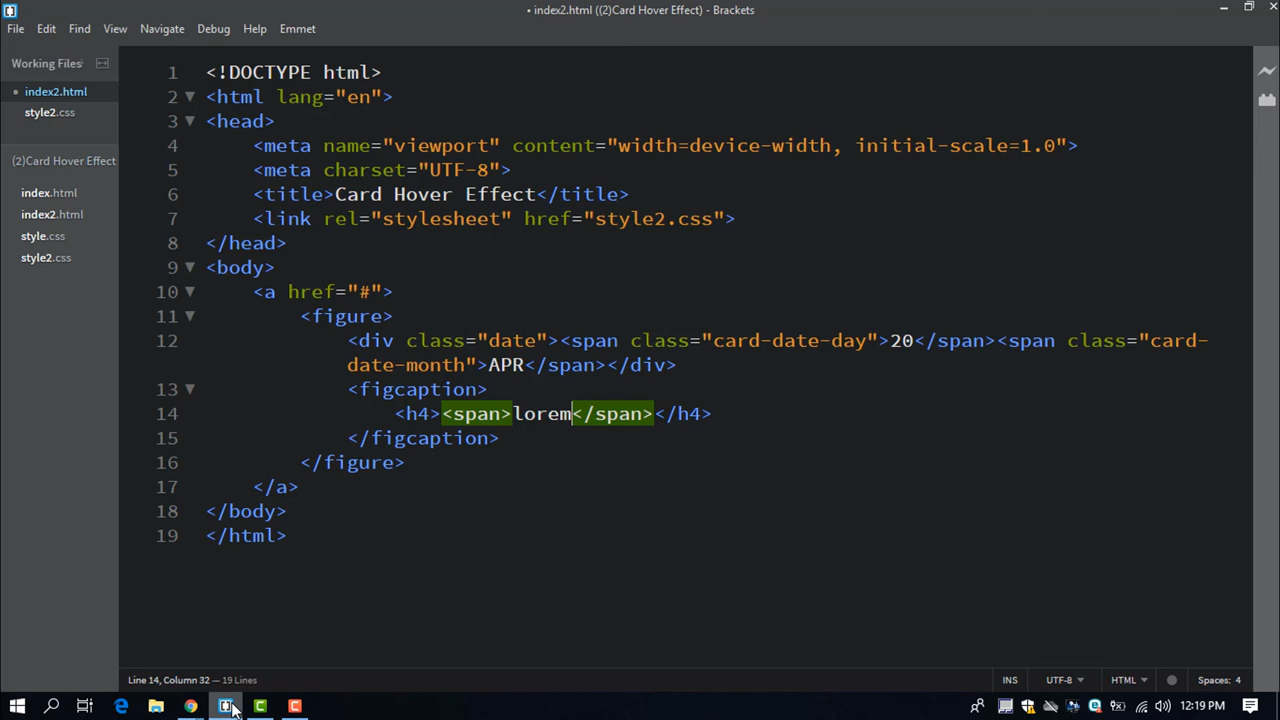 • index2.html ((2)Card Hover Effect) - Brackets
File Edit Find View Navigate Debug Help Emmet
Working Files
• index2.html
style2.css
(2)Card Hover Effect
index.html
index2.html
style.css
style2.css
1 <!DOCTYPE html>
2 <html lang="en">
3 <head>
4 <meta name="viewport" content="width=device-width, initial-scale=1.0">
5 <meta charset="UTF-8">
6 <title>Card Hover Effect</title>
7 <link rel="stylesheet" href="style2.css">
8 </head>
9 <body>
10 <a href="#">
11 <figure>
12 <div class="date"><span class="card-date-day">20</span><span class="card-
date-month">APR</span></div>
13 <figcaption>
14 <h4><span>lorem</span></h4>
15 </figcaption>
16 </figure>
17 </a>
18 </body>
19 </html>
Line 14, Column 32 — 19 Lines
INS UTF-8 HTML Spaces: 4
12:19 PM